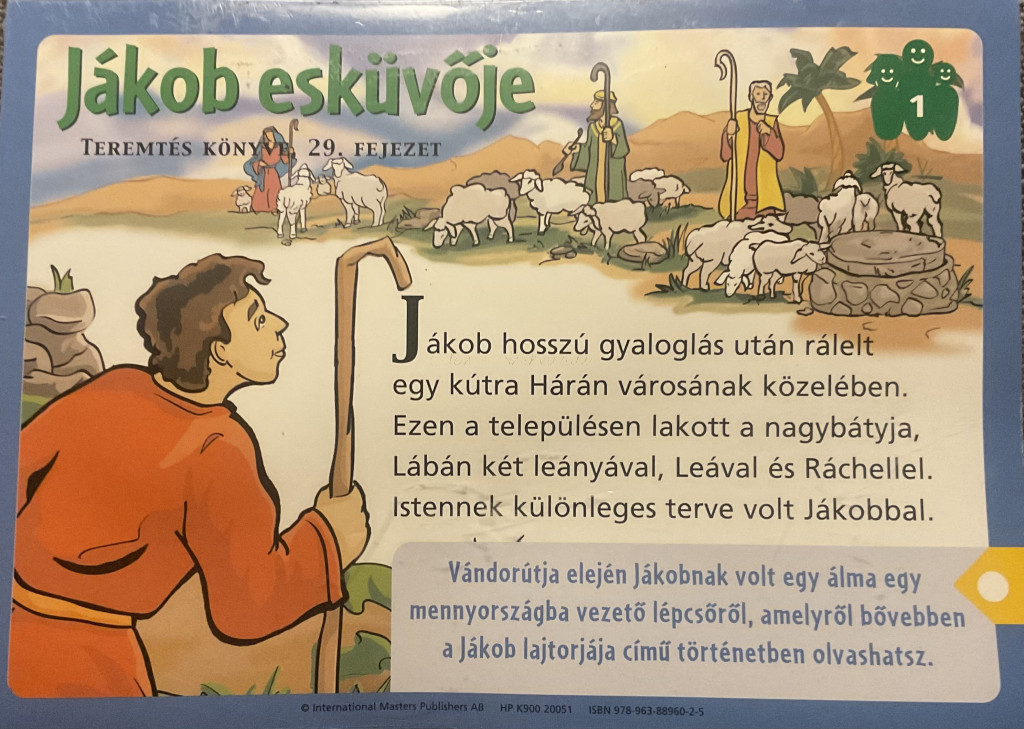 Jákob esküvője
TEREMTÉS KÖNYVE, 29. FEJEZET
1
Jákob hosszú gyaloglás után rálelt
egy kútra Hárán városának közelében.
Ezen a településen lakott a nagybátyja,
Lábán két leányával, Leával és Ráchellel.
Istennek különleges terve volt Jákobbal.
Vándorútja elején Jákobnak volt egy álma egy
mennyországba vezető lépcsőről, amelyről bővebben
a Jákob lajtorjája című történetben olvashatsz.
© International Masters Publishers AB HP K900 20051 ISBN 978-963-88960-2-5